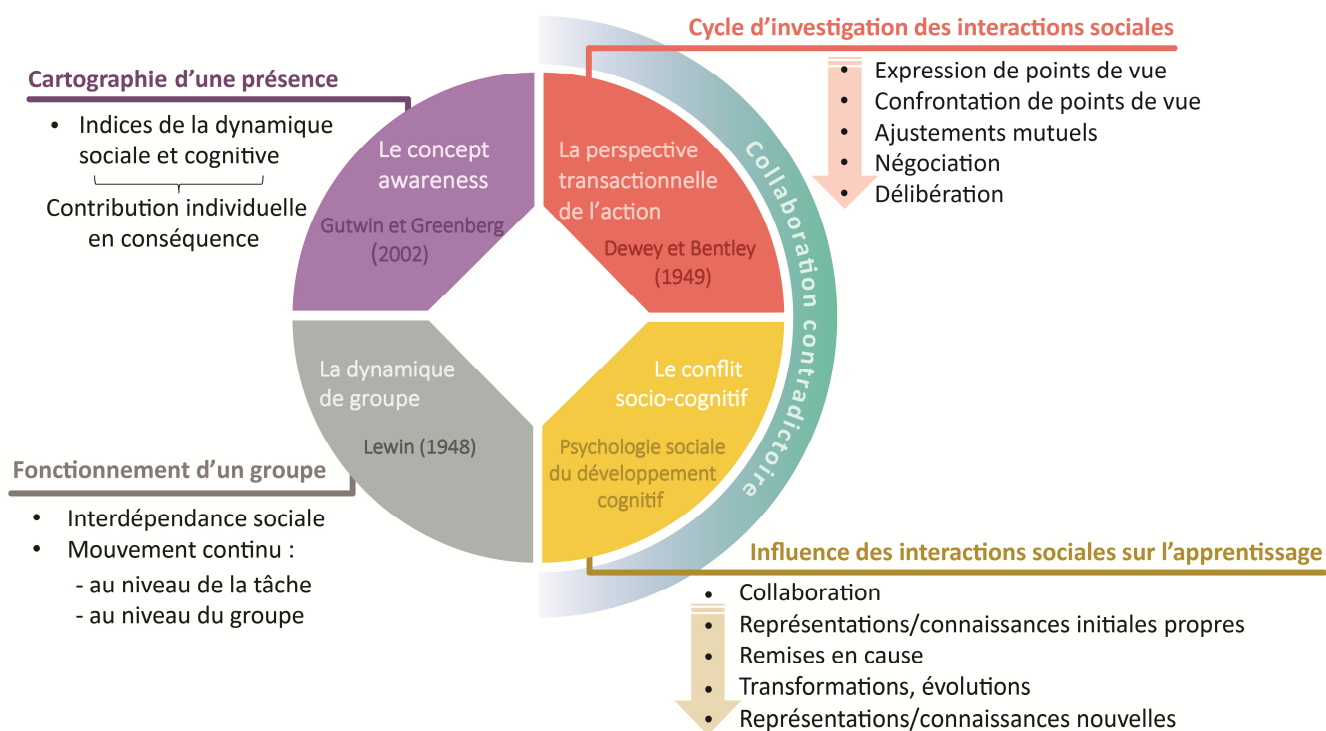 Cycle d’investigation des interactions sociales
• Expression de points de vue
• Confrontation de points de vue
• Ajustements mutuels
• Négociation
• Délibération
Cartographie d’une présence
• Indices de la dynamique
sociale et cognitive
Contribution individuelle
en conséquence
Le concept
awareness
Gutwin et Greenberg
(2002)
La perspective
transactionnelle
de l’action
Dewey et Bentley
(1949)
Collaboration contradictoire
La dynamique
de groupe
Lewin (1948)
Le conflit
socio-cognitif
Psychologie sociale
du développement
cognitif
Fonctionnement d’un groupe
• Interdépendance sociale
• Mouvement continu :
- au niveau de la tâche
- au niveau du groupe
Influence des interactions sociales sur l’apprentissage
• Collaboration
• Représentations/connaissances initiales propres
• Remises en cause
• Transformations, évolutions
• Représentations/connaissances nouvelles